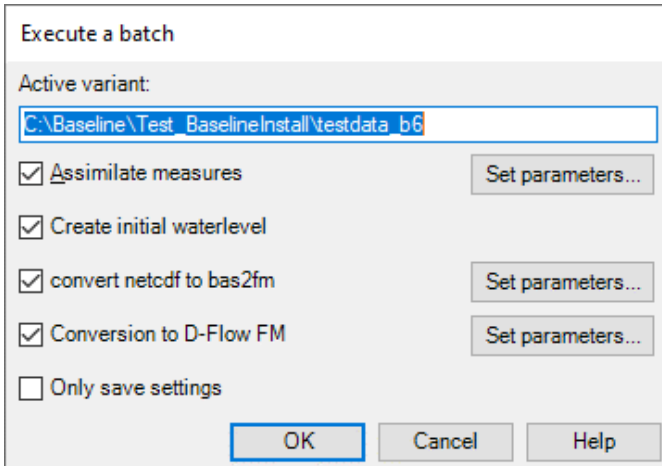 Execute a batch
Active variant:
C:\Baseline\Test_BaselineInstall\testdata_b6
Assimilate measures Set parameters...
Create initial waterlevel
convert netcdf to bas2fm Set parameters...
Conversion to D-Flow FM Set parameters...
Only save settings
OK Cancel Help